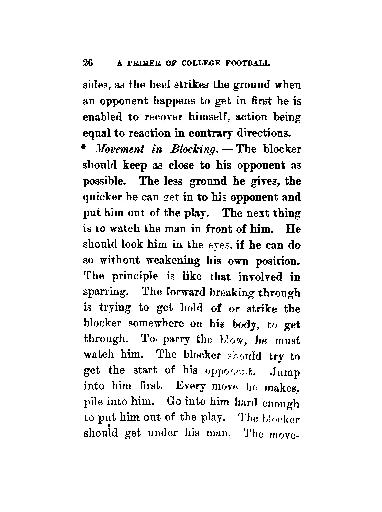 26 A PRIMER OF COLLEGE FOOTBALL
sides, as the heel strikes the ground when
an opponent happens to get in first he is
enabled to recover himself, action being
equal to reaction in contrary directions.
* Movement in Blocking. — The blocker
should keep as close to his opponent as
possible. The less ground he gives, the
quicker he can get in to his opponent and
put him out of the play. The next thing
is to watch the man in front of him. He
should look him in the eyes, if he can do
so without weakening his own position.
The principle is like that involved in
sparring. The forward breaking through
is trying to get hold of or strike the
blocker somewhere on his body, to get
through. To parry the blow, he must
watch him. The blocker should try to
get the start of his opponent. Jump
into him first. Every move he makes,
pile into him. Go into him hard enough
to put him out of the play. The blocker
should get under his man. The move-